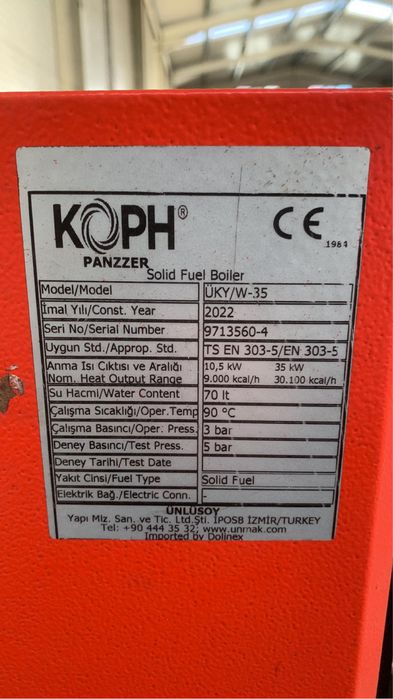 KOPH®
CE
1984
PANZZER
Solid Fuel Boiler
Model/Model ÜKY/W-35
İmal Yılı/Const. Year 2022
Seri No/Serial Number 9713560-4
Uygun Std./Approp. Std. TS EN 303-5/EN 303-5
Anma Isı Cıktısı ve Aralığı 10,5 kW 35 kW
Nom. Heat Output Range 9.000 kcal/h 30.100 kcal/h
Su Hacmi/Water Content 70 lt
Çalışma Sıcaklığı/Oper.Temp 90 °C
Çalışma Basıncı/Oper. Press. 3 bar
Deney Basıncı/Test Press. 5 bar
Deney Tarihi/Test Date
Yakıt Cinsi/Fuel Type Solid Fuel
Elektrik Bağ./Electric Conn. -
ÜNLÜSOY
Yapı Mlz. San. ve Tic. Ltd.Şti. İPOSB İZMİR/TURKEY
Tel: +90 444 35 32; www.unmak.com
Imported by Dolinex